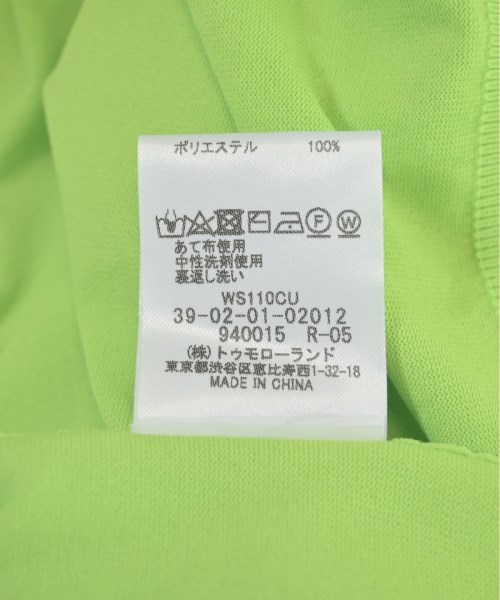 ポリエステル 100%
F W
あて布使用
中性洗剤使用
裏返し洗い
WS110CU
39-02-01-02012
940015 R-05
(株)トゥモローランド
東京都渋谷区恵比寿西1-32-18
MADE IN CHINA